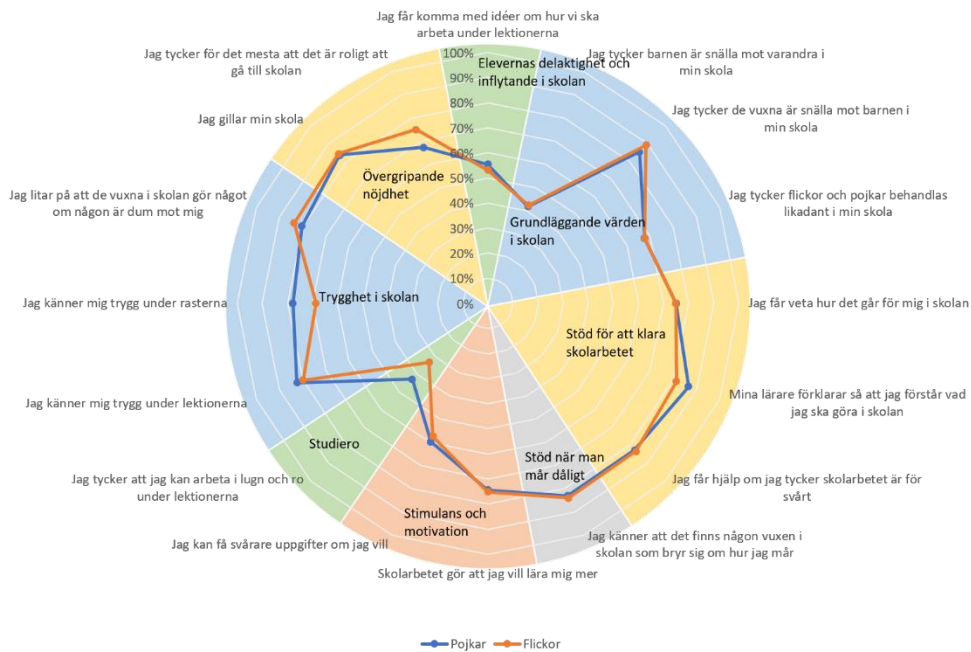 Jag får komma med idéer om hur vi ska
arbeta under lektionerna
Jag tycker för det mesta att det är roligt att
gå till skolan
Jag tycker barnen är snälla mot varandra i
min skola
Jag gillar min skola
Jag tycker de vuxna är snälla mot barnen i
min skola
Jag litar på att de vuxna i skolan gör något
om någon är dum mot mig
Jag tycker flickor och pojkar behandlas
likadant i min skola
Jag känner mig trygg under rasterna
Jag får veta hur det går för mig i skolan
Jag känner mig trygg under lektionerna
Mina lärare förklarar så att jag förstår vad
jag ska göra i skolan
Jag tycker att jag kan arbeta i lugn och ro
under lektionerna
Jag får hjälp om jag tycker skolarbetet är för
svårt
Jag kan få svårare uppgifter om jag vill
Jag känner att det finns någon vuxen i
skolan som bryr sig om hur jag mår
Skolarbetet gör att jag vill lära mig mer
100%
90%
80%
70%
60%
50%
40%
30%
20%
10%
0%
Elevernas delaktighet och
inflytande i skolan
Övergripande
nöjdhet
Grundläggande värden
i skolan
Trygghet i skolan
Stöd för att klara
skolarbetet
Studiero
Stöd när man
mår dåligt
Stimulans och
motivation
Pojkar
Flickor